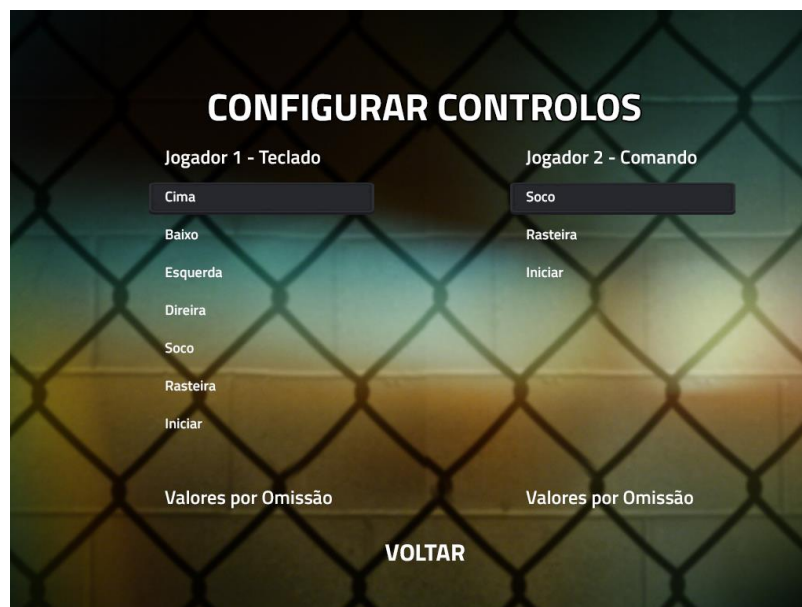 CONFIGURAR CONTROLOS
Jogador 1 - Teclado
Cima
Baixo
Esquerda
Direira
Soco
Rasteira
Iniciar
Valores por Omissão
Jogador 2 - Comando
Soco
Rasteira
Iniciar
Valores por Omissão
VOLTAR